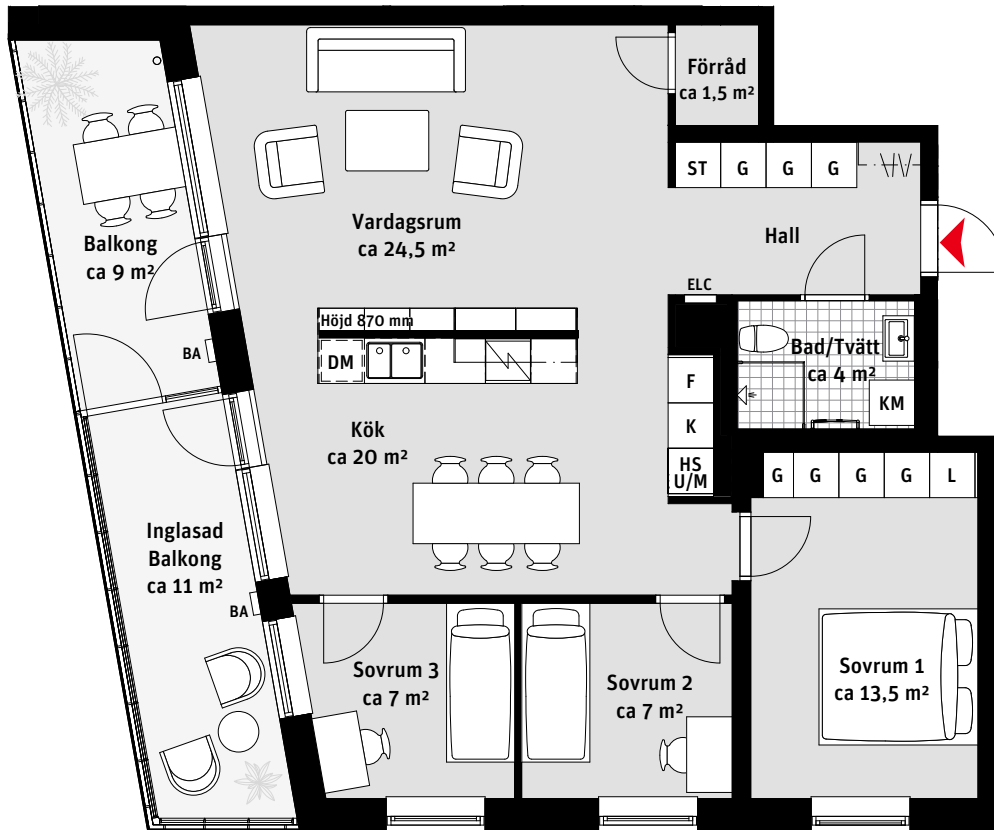 Förråd
ca 1,5 m²
ST
G
G
G
Vardagsrum
ca 24,5 m²
Hall
Balkong
ca 9 m²
ELC
Höjd 870 mm
BA
DM
Bad/Tvätt
ca 4 m²
F
KM
K
Kök
ca 20 m²
HS
U/M
G
G
G
G
L
Inglasad
Balkong
ca 11 m²
BA
Sovrum 3
ca 7 m²
Sovrum 2
ca 7 m²
Sovrum 1
ca 13,5 m²